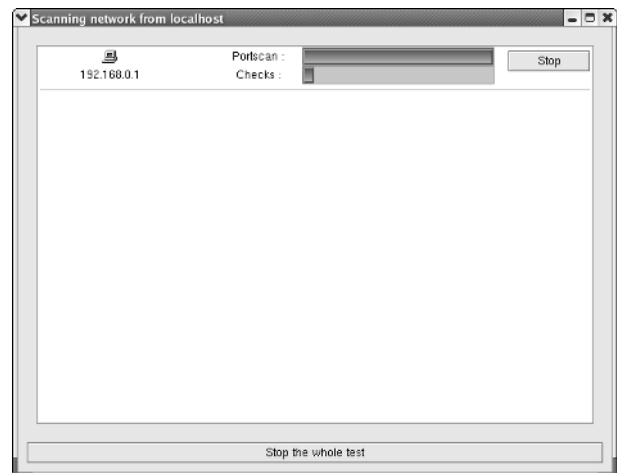 Scanning network from localhost
Portscan :
Stop
192.168.0.1
Checks :
Stop the whole test